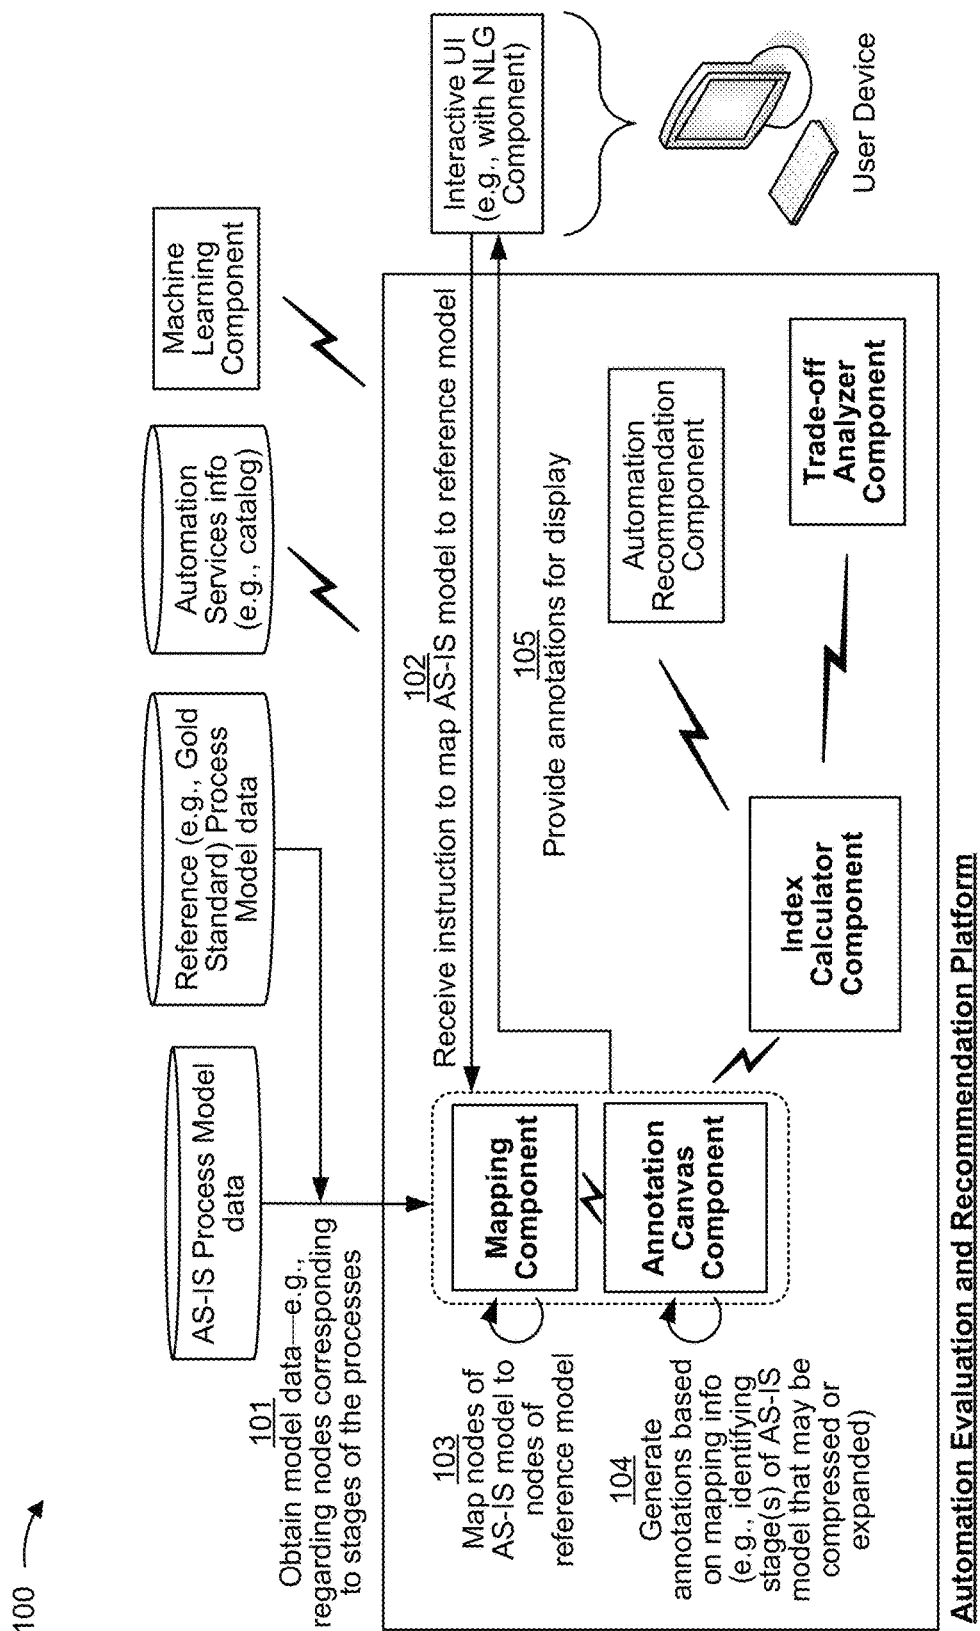 100
AS-IS Process Model
data
Reference (e.g., Gold
Standard) Process
Model data
Automation
Services info
(e.g., catalog)
Machine
Learning
Component
101
Obtain model data—e.g.,
regarding nodes corresponding
to stages of the processes
102
Receive instruction to map AS-IS model to reference model
Interactive UI
(e.g., with NLG
Component)
103
Map nodes of
AS-IS model to
nodes of
reference model
Mapping
Component
105
Provide annotations for display
104
Generate
annotations based
on mapping info
(e.g., identifying
stage(s) of AS-IS
model that may be
compressed or
expanded)
Annotation
Canvas
Component
Automation
Recommendation
Component
Index
Calculator
Component
Trade-off
Analyzer
Component
User Device
Automation Evaluation and Recommendation Platform